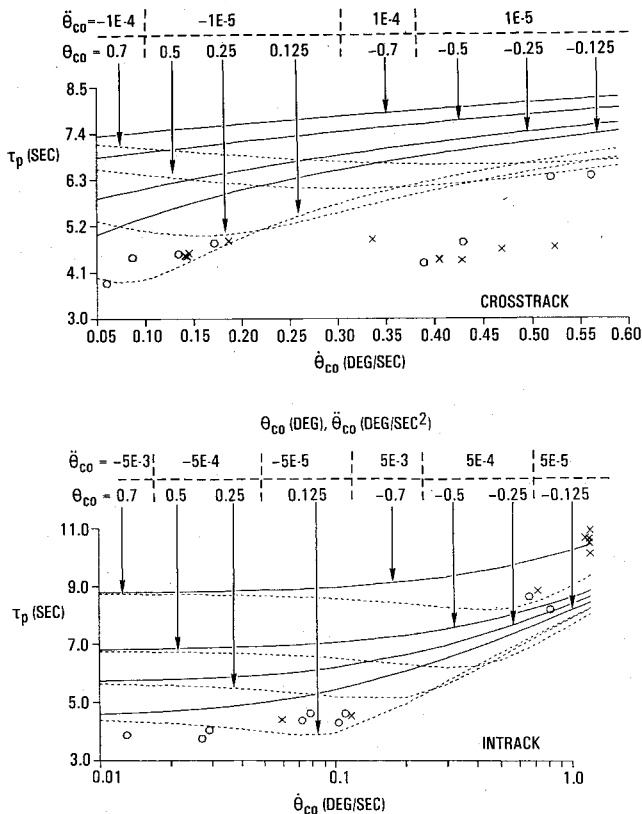 θ̈co=-1E-4 -1E-5 1E-4 1E-5
θco= 0.7 0.5 0.25 0.125 -0.7 -0.5 -0.25 -0.125
8.5
7.4
τp (SEC)
6.3
5.2
4.1
3.0
CROSSTRACK
0.05 0.10 0.15 0.20 0.25 0.30 0.35 0.40 0.45 0.50 0.55 0.60
θ̇co (DEG/SEC)
θco (DEG), θ̈co (DEG/SEC²)
θ̈co= -5E-3 -5E-4 -5E-5 5E-3 5E-4 5E-5
θco= 0.7 0.5 0.25 0.125 -0.7 -0.5 -0.25 -0.125
11.0
9.0
τp (SEC)
7.0
5.0
3.0
INTRACK
0.01 0.1 1.0
θ̇co (DEG/SEC)